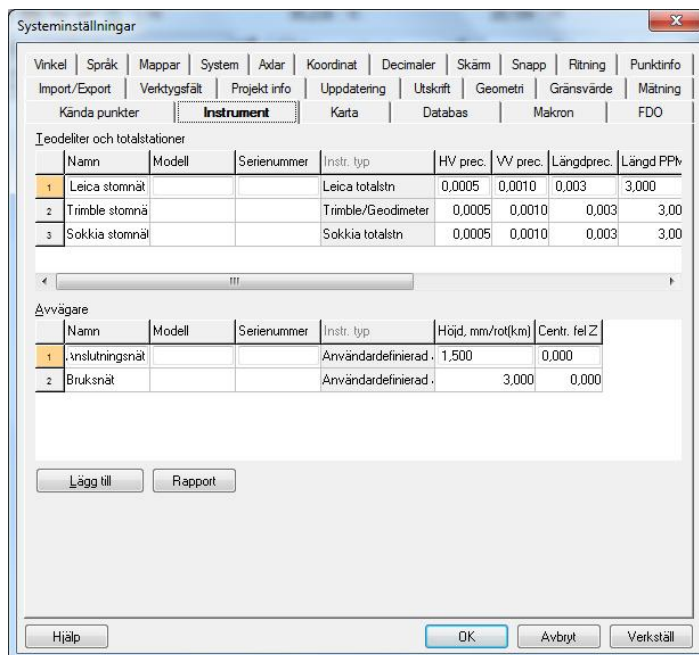 Systeminställningar
Vinkel Språk Mappar System Axlar Koordinat Decimaler Skärm Snapp Ritning Punktinfo
Import/Export Verktygsfält Projekt info Uppdatering Utskrift Geometri Gränsvärde Mätning
Kända punkter Instrument Karta Databas Makron FDO
Teodeliter och totalstationer
Namn Modell Serienummer Instr. typ HV prec. VV prec. Längdprec. Längd PPM
1 Leica stomnät Leica totalstn 0,0005 0,0010 0,003 3,000
2 Trimble stomnä Trimble/Geodimeter 0,0005 0,0010 0,003 3,00
3 Sokkia stomnät Sokkia totalstn 0,0005 0,0010 0,003 3,00
Avvägare
Namn Modell Serienummer Instr. typ Höjd, mm/rot(km) Centr. fel Z
1 Anslutningsnät Användardefinierad 1,500 0,000
2 Bruksnät Användardefinierad 3,000 0,000
Lägg till Rapport
Hjälp OK Avbryt Verkställ